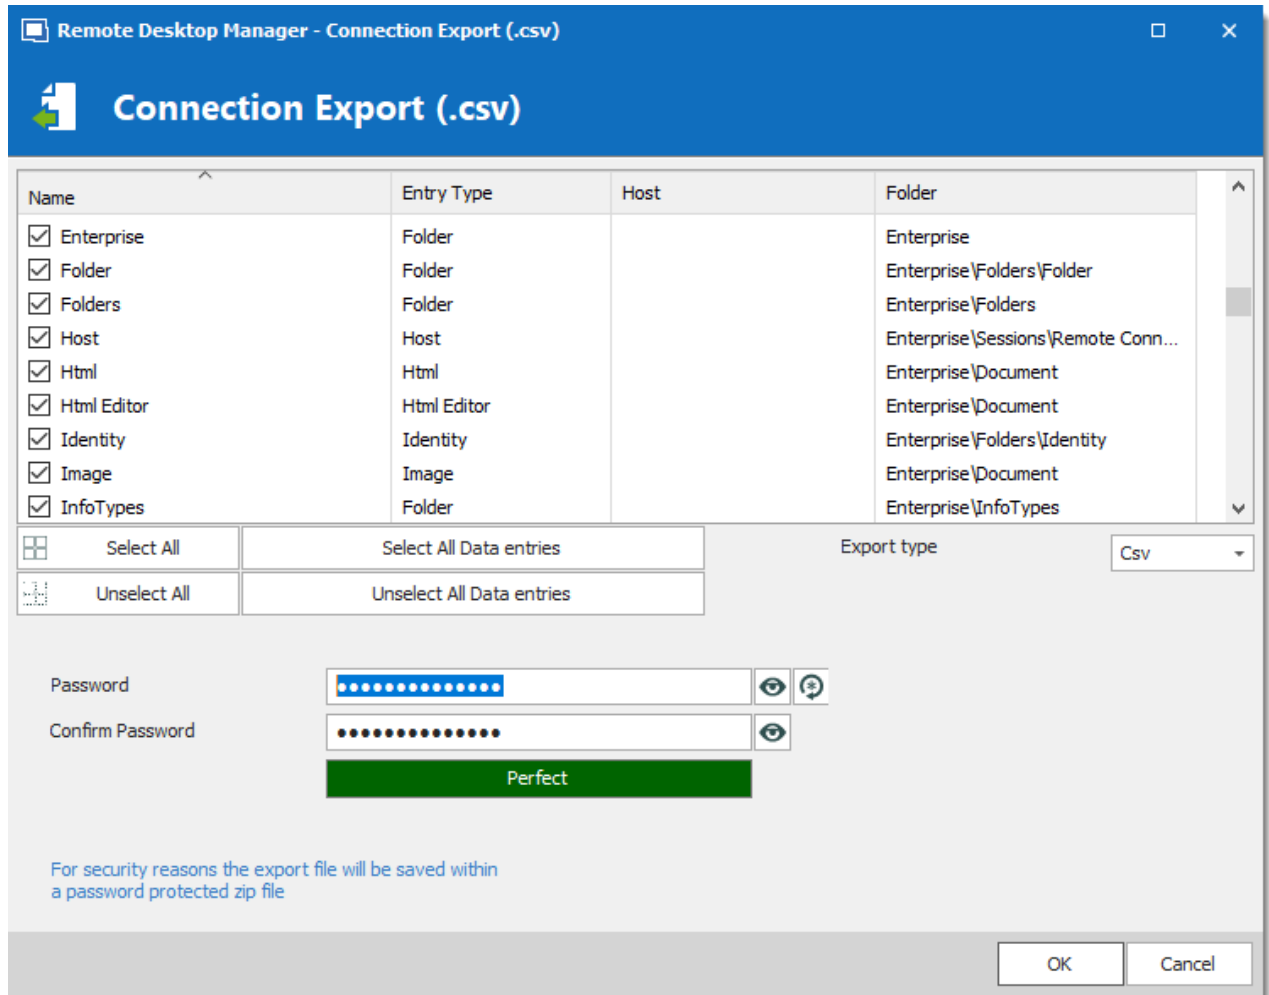 Remote Desktop Manager - Connection Export (.csv)
Connection Export (.csv)
Name Entry Type Host Folder
Enterprise Folder Enterprise
Folder Folder Enterprise\Folders\Folder
Folders Folder Enterprise\Folders
Host Host Enterprise\Sessions\Remote Conn...
Html Html Enterprise\Document
Html Editor Html Editor Enterprise\Document
Identity Identity Enterprise\Folders\Identity
Image Image Enterprise\Document
InfoTypes Folder Enterprise\InfoTypes
Select All Select All Data entries Export type Csv
Unselect All Unselect All Data entries
Password ●●●●●●●●●●●●●●
Confirm Password ●●●●●●●●●●●●●●
Perfect
For security reasons the export file will be saved within
a password protected zip file
OK Cancel